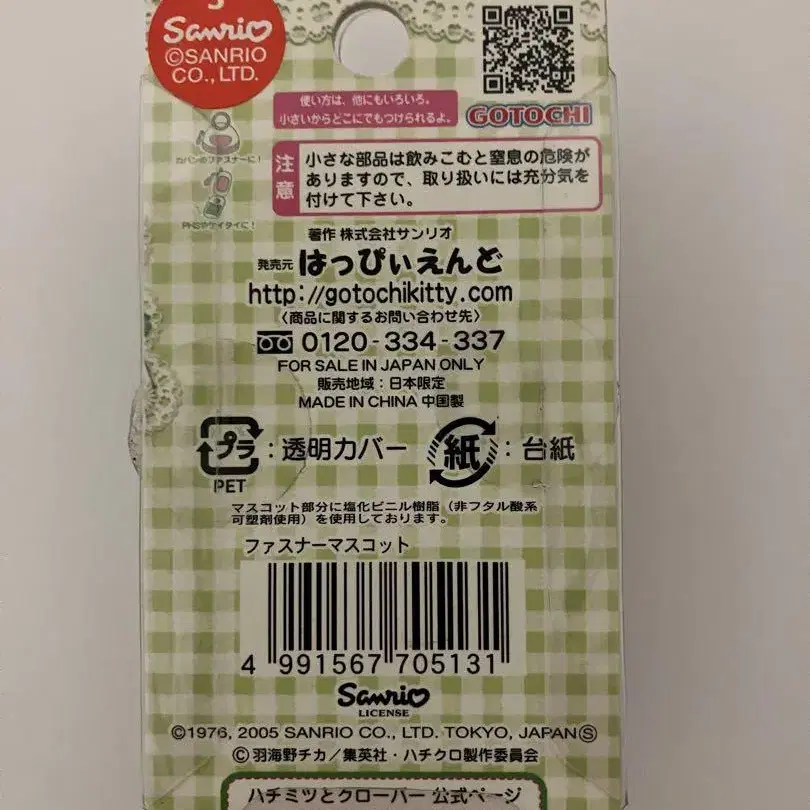 Sanrio
©SANRIO
CO., LTD.
使い方は、他にもいろいろ。
小さいからどこにでもつけられるよ。
GOTOCHI
カバンのファスナーに!
PHSやケイタイに!
注意
小さな部品は飲みこむと窒息の危険が
ありますので、取り扱いには充分気を
付けて下さい。
著作 株式会社サンリオ
発売元 はっぴぃえんど
http://gotochikitty.com
〈商品に関するお問い合わせ先〉
0120-334-337
FOR SALE IN JAPAN ONLY
販売地域:日本限定
MADE IN CHINA 中国製
プラ:透明カバー 紙:台紙
PET
マスコット部分に塩化ビニル樹脂(非フタル酸系
可塑剤使用)を使用しております。
ファスナーマスコット
4 991567 705131
Sanrio
LICENSE
©1976, 2005 SANRIO CO., LTD. TOKYO, JAPAN Ⓢ
©羽海野チカ/集英社・ハチクロ製作委員会
ハチミツとクローバー 公式ページ